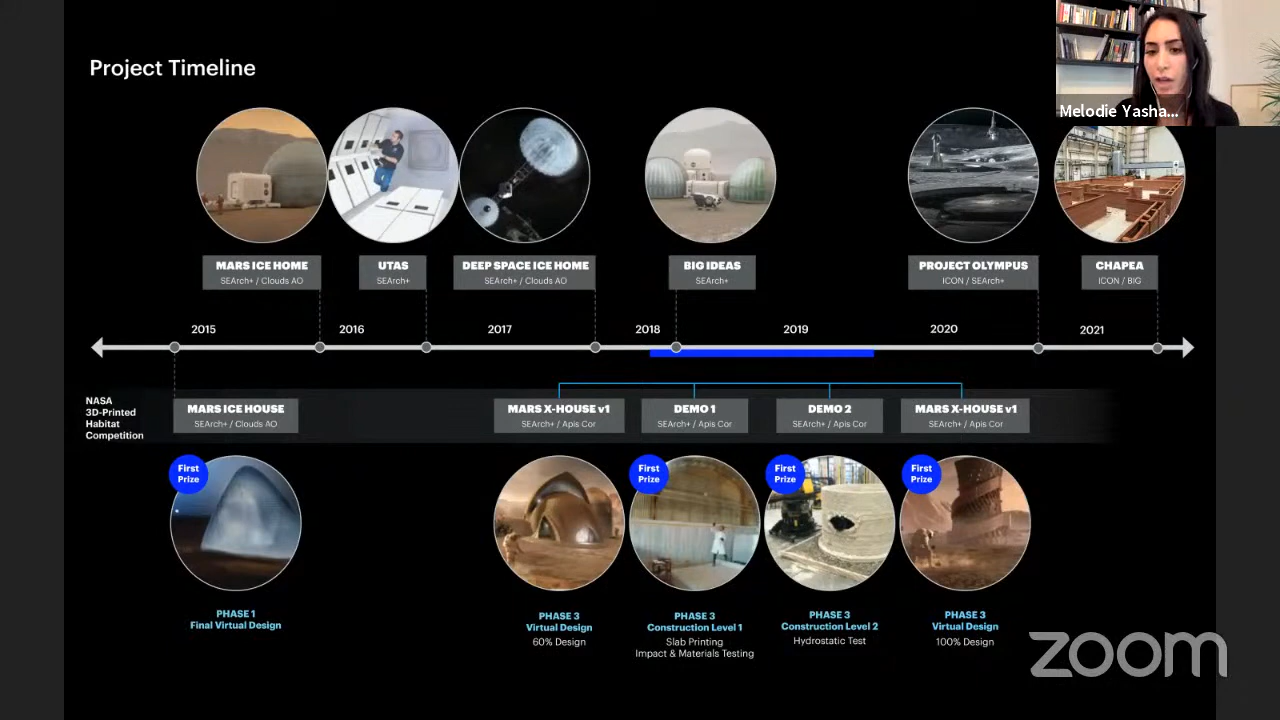 Project Timeline
Melodie Yasha...
MARS ICE HOME
SEArch+ / Clouds AO
UTAS
SEArch+
DEEP SPACE ICE HOME
SEArch+ / Clouds AO
BIG IDEAS
SEArch+
PROJECT OLYMPUS
ICON / SEArch+
CHAPEA
ICON / BIG
2015
2016
2017
2018
2019
2020
2021
NASA
3D-Printed
Habitat
Competition
MARS ICE HOUSE
SEArch+ / Clouds AO
MARS X-HOUSE v1
SEArch+ / Apis Cor
DEMO 1
SEArch+ / Apis Cor
DEMO 2
SEArch+ / Apis Cor
MARS X-HOUSE v1
SEArch+ / Apis Cor
First
Prize
First
Prize
First
Prize
First
Prize
PHASE 1
Final Virtual Design
PHASE 3
Virtual Design
60% Design
PHASE 3
Construction Level 1
Slab Printing
Impact & Materials Testing
PHASE 3
Construction Level 2
Hydrostatic Test
PHASE 3
Virtual Design
100% Design
zoom